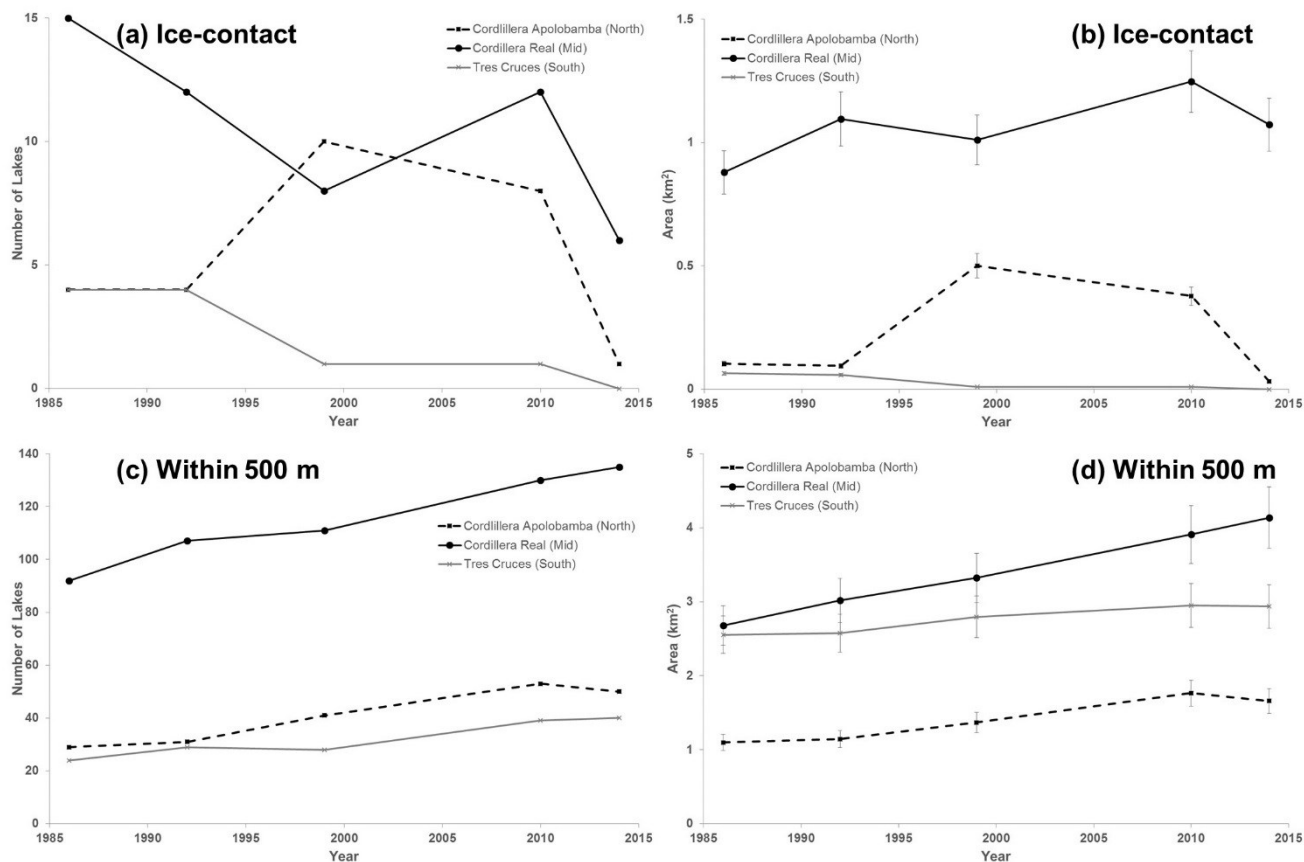 (a) Ice-contact
Cordlillera Apolobamba (North)
Cordillera Real (Mid)
Tres Cruces (South)
15
10
5
0
Number of Lakes
1985 1990 1995 2000 2005 2010 2015
Year
(b) Ice-contact
Cordlillera Apolobamba (North)
Cordillera Real (Mid)
Tres Cruces (South)
1.5
1
0.5
0
Area (km²)
1985 1990 1995 2000 2005 2010 2015
Year
(c) Within 500 m
Cordlillera Apolobamba (North)
Cordillera Real (Mid)
Tres Cruces (South)
140
120
100
80
60
40
20
0
Number of Lakes
1985 1990 1995 2000 2005 2010 2015
Year
(d) Within 500 m
Cordlillera Apolobamba (North)
Cordillera Real (Mid)
Tres Cruces (South)
5
4
3
2
1
0
Area (km²)
1985 1990 1995 2000 2005 2010 2015
Year